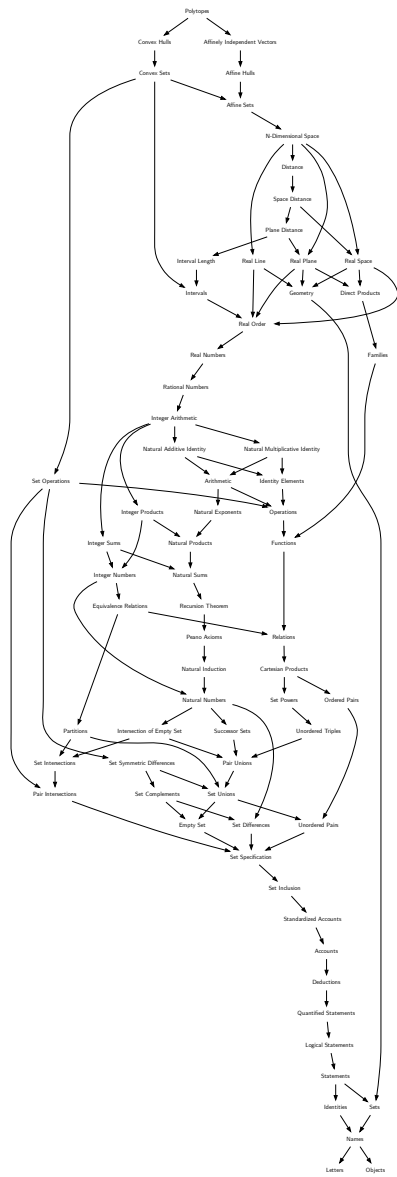 Polytopes
Convex Hulls
Affinely Independent Vectors
Convex Sets
Affine Hulls
Affine Sets
N-Dimensional Space
Distance
Space Distance
Plane Distance
Interval Length
Real Line
Real Plane
Real Space
Intervals
Geometry
Direct Products
Real Order
Real Numbers
Families
Rational Numbers
Integer Arithmetic
Natural Additive Identity
Natural Multiplicative Identity
Set Operations
Arithmetic
Identity Elements
Integer Products
Natural Exponents
Operations
Integer Sums
Natural Products
Functions
Integer Numbers
Natural Sums
Equivalence Relations
Recursion Theorem
Peano Axioms
Relations
Natural Induction
Cartesian Products
Natural Numbers
Set Powers
Ordered Pairs
Partitions
Intersection of Empty Set
Successor Sets
Unordered Triples
Set Intersections
Set Symmetric Differences
Pair Unions
Pair Intersections
Set Complements
Set Unions
Empty Set
Set Differences
Unordered Pairs
Set Specification
Set Inclusion
Standardized Accounts
Accounts
Deductions
Quantified Statements
Logical Statements
Statements
Identities
Sets
Names
Letters
Objects